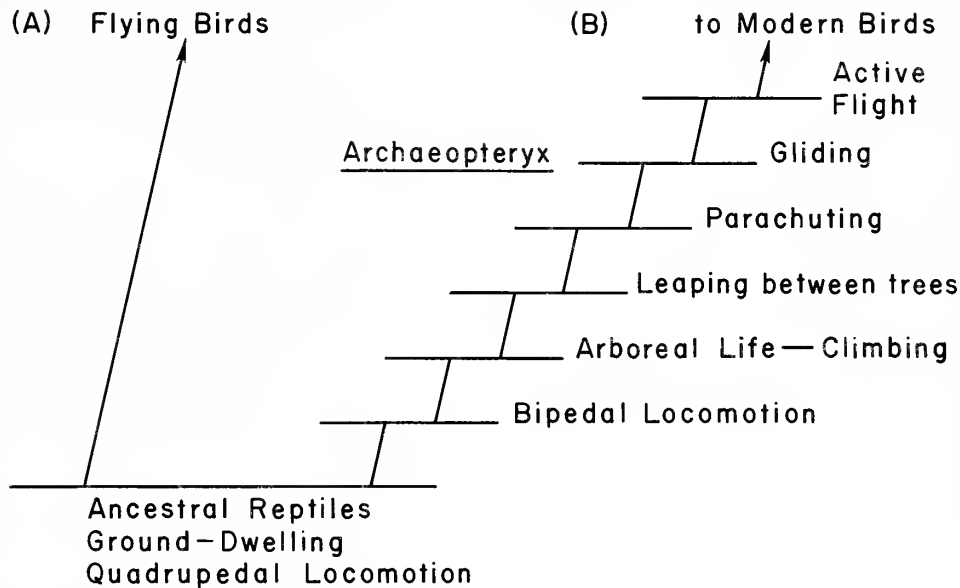 (A) Flying Birds
(B) to Modern Birds
Active
Flight
Archaeopteryx
Gliding
Parachuting
Leaping between trees
Arboreal Life—Climbing
Bipedal Locomotion
Ancestral Reptiles
Ground-Dwelling
Quadrupedal Locomotion